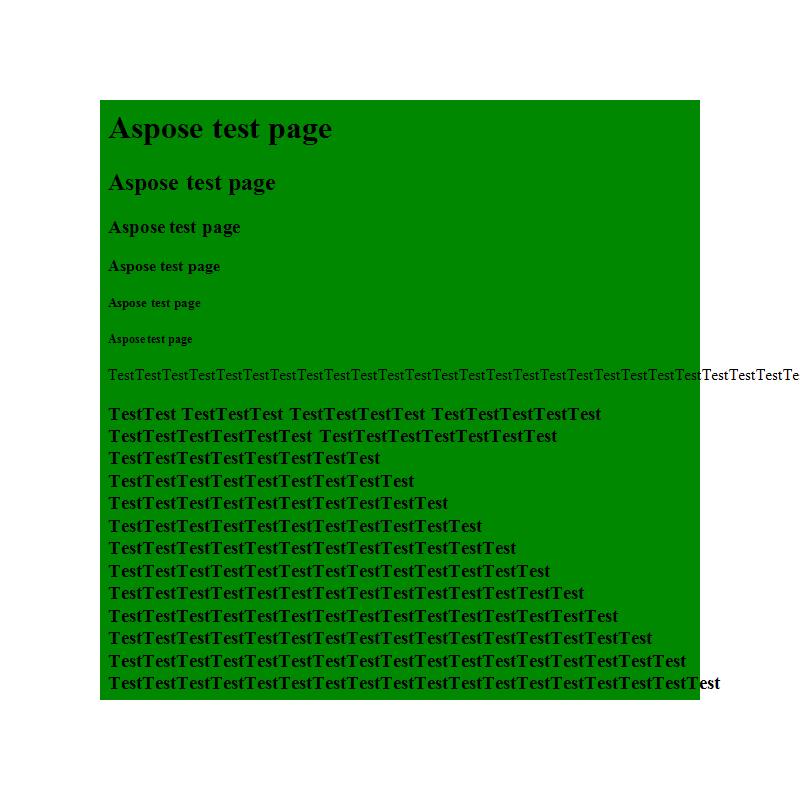 Aspose test page
Aspose test page
Aspose test page
Aspose test page
Aspose test page
Aspose test page
TestTestTestTestTestTestTestTestTestTestTestTestTestTestTestTestTestTestTestTestTestTestTestTestTestTe
TestTest TestTestTest TestTestTestTest TestTestTestTestTest
TestTestTestTestTestTest TestTestTestTestTestTestTest
TestTestTestTestTestTestTestTest
TestTestTestTestTestTestTestTestTest
TestTestTestTestTestTestTestTestTestTest
TestTestTestTestTestTestTestTestTestTestTest
TestTestTestTestTestTestTestTestTestTestTestTest
TestTestTestTestTestTestTestTestTestTestTestTestTest
TestTestTestTestTestTestTestTestTestTestTestTestTestTest
TestTestTestTestTestTestTestTestTestTestTestTestTestTestTest
TestTestTestTestTestTestTestTestTestTestTestTestTestTestTestTest
TestTestTestTestTestTestTestTestTestTestTestTestTestTestTestTestTest
TestTestTestTestTestTestTestTestTestTestTestTestTestTestTestTestTestTest